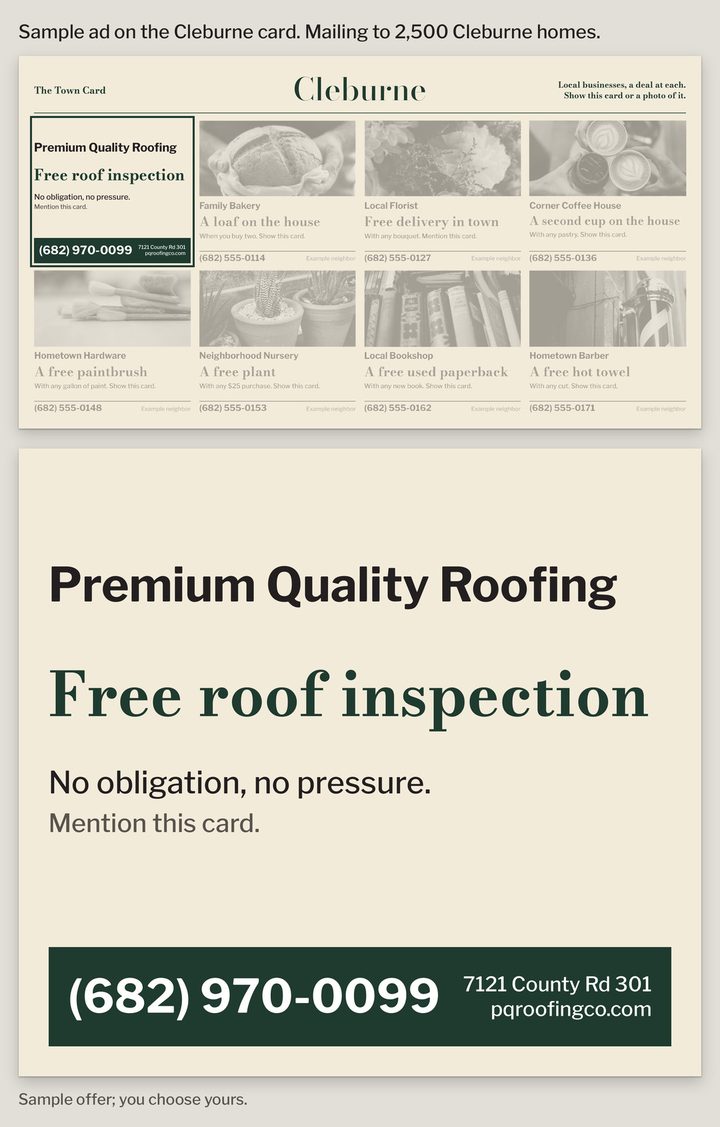 Sample ad on the Cleburne card. Mailing to 2,500 Cleburne homes.
The Town Card
Cleburne
Local businesses, a deal at each.
Show this card or a photo of it.
Premium Quality Roofing
Free roof inspection
No obligation, no pressure.
Mention this card.
(682) 970-0099
7121 County Rd 301
pqroofingco.com
Family Bakery
A loaf on the house
When you buy two. Show this card.
(682) 555-0114
Example neighbor
Local Florist
Free delivery in town
With any bouquet. Mention this card.
(682) 555-0127
Example neighbor
Corner Coffee House
A second cup on the house
With any pastry. Show this card.
(682) 555-0136
Example neighbor
Hometown Hardware
A free paintbrush
With any gallon of paint. Show this card.
(682) 555-0148
Example neighbor
Neighborhood Nursery
A free plant
With any $25 purchase. Show this card.
(682) 555-0153
Example neighbor
Local Bookshop
A free used paperback
With any new book. Show this card.
(682) 555-0162
Example neighbor
Hometown Barber
A free hot towel
With any cut. Show this card.
(682) 555-0171
Example neighbor
Premium Quality Roofing
Free roof inspection
No obligation, no pressure.
Mention this card.
(682) 970-0099
7121 County Rd 301
pqroofingco.com
Sample offer; you choose yours.